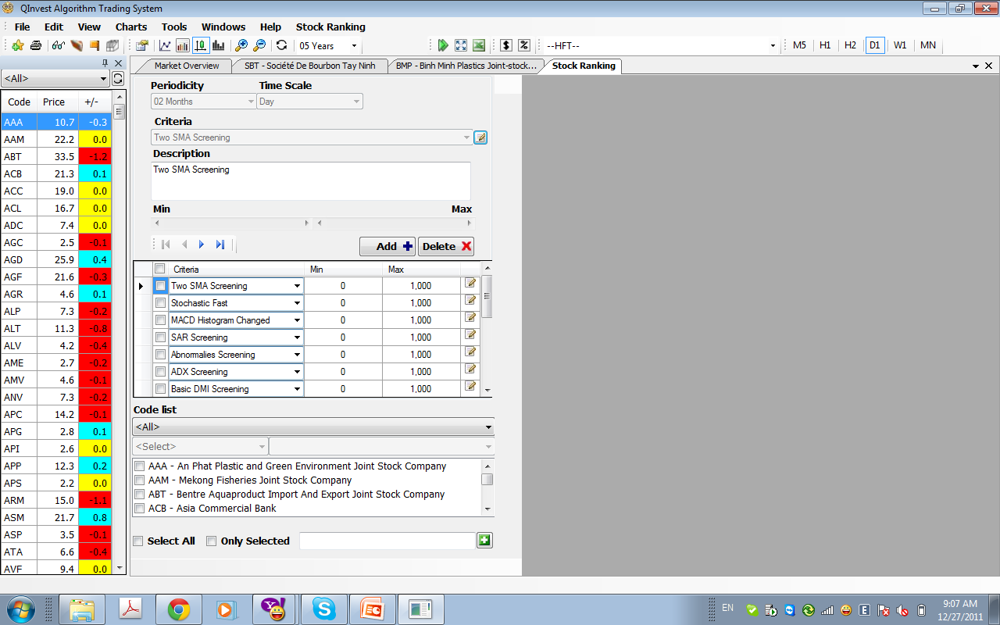 QInvest Algorithm Trading System
File Edit View Charts Tools Windows Help Stock Ranking
05 Years --HFT-- M5 H1 H2 D1 W1 MN
<All>
Market Overview SBT - Société De Bourbon Tay Ninh BMP - Binh Minh Plastics Joint-stock... Stock Ranking
Code Price +/-
AAA 10.7 -0.3
AAM 22.2 0.0
ABT 33.5 -1.2
ACB 21.3 0.1
ACC 19.0 0.0
ACL 16.7 0.0
ADC 7.4 0.0
AGC 2.5 -0.1
AGD 25.9 0.4
AGF 21.6 -0.3
AGR 4.6 0.1
ALP 7.3 -0.2
ALT 11.3 -0.8
ALV 4.2 -0.4
AME 2.7 -0.2
AMV 4.6 -0.1
ANV 7.3 -0.2
APC 14.2 -0.1
APG 2.8 0.1
API 2.6 0.0
APP 12.3 0.2
APS 2.2 0.0
ARM 15.0 -1.1
ASM 21.7 0.8
ASP 3.5 -0.1
ATA 6.6 -0.4
AVF 9.4 0.0
Periodicity Time Scale
02 Months Day
Criteria
Two SMA Screening
Description
Two SMA Screening
Min Max
Add Delete
Criteria Min Max
Two SMA Screening 0 1,000
Stochastic Fast 0 1,000
MACD Histogram Changed 0 1,000
SAR Screening 0 1,000
Abnormalies Screening 0 1,000
ADX Screening 0 1,000
Basic DMI Screening 0 1,000
Code list
<All>
<Select>
AAA - An Phat Plastic and Green Environment Joint Stock Company
AAM - Mekong Fisheries Joint Stock Company
ABT - Bentre Aquaproduct Import And Export Joint Stock Company
ACB - Asia Commercial Bank
Select All Only Selected
EN
9:07 AM
12/27/2011